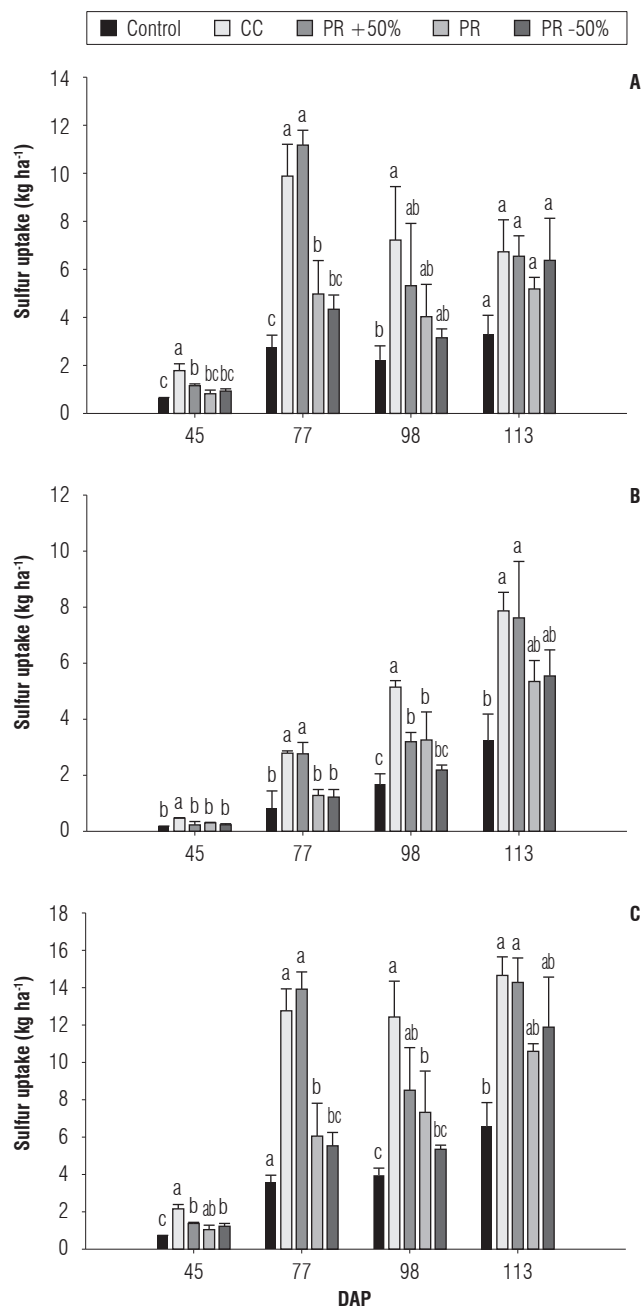 Control CC PR +50% PR PR -50%
A
Sulfur uptake (kg ha-1)
14
12
10
8
6
4
2
0
c a b bc bc
c a a b bc
b a ab ab ab
a a a a a
45 77 98 113
B
Sulfur uptake (kg ha-1)
12
10
8
6
4
2
0
b a b b b
b a a b b
c a b b bc
b a a ab ab
45 77 98 113
C
Sulfur uptake (kg ha-1)
18
16
14
12
10
8
6
4
2
0
c a b ab b
a a a b bc
c a ab b bc
b a a ab ab
45 77 98 113
DAP